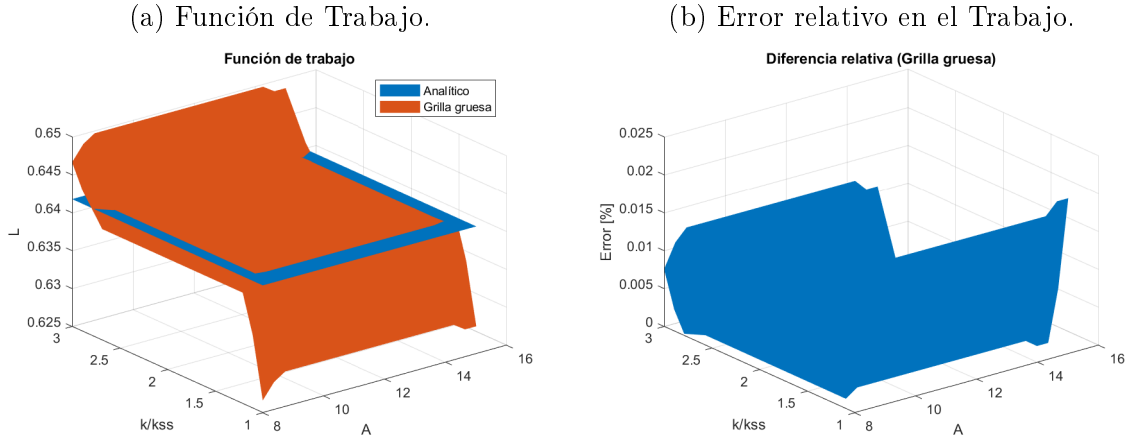 (a) Función de Trabajo.
Función de trabajo
Analítico
Grilla gruesa
0.65
0.645
0.64
0.635
0.63
0.625
L
3
2.5
2
1.5
1
k/kss
8
10
12
14
16
A
(b) Error relativo en el Trabajo.
Diferencia relativa (Grilla gruesa)
0.025
0.02
0.015
0.01
0.005
0
Error [%]
3
2.5
2
1.5
1
k/kss
8
10
12
14
16
A